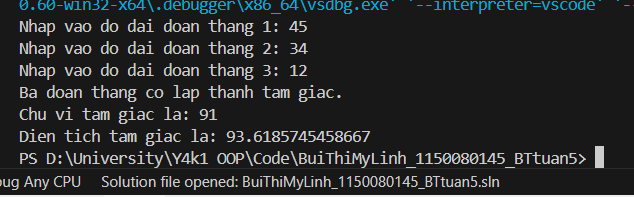 0.60-win32-x64\.debugger\x86_64\vsdbg.exe' '--interpreter=vscode' '--
Nhap vao do dai doan thang 1: 45
Nhap vao do dai doan thang 2: 34
Nhap vao do dai doan thang 3: 12
Ba doan thang co lap thanh tam giac.
Chu vi tam giac la: 91
Dien tich tam giac la: 93.6185745458667
PS D:\University\Y4k1 OOP\Code\BuiThiMyLinh_1150080145_BTtuan5>
bug Any CPU Solution file opened: BuiThiMyLinh_1150080145_BTtuan5.sln